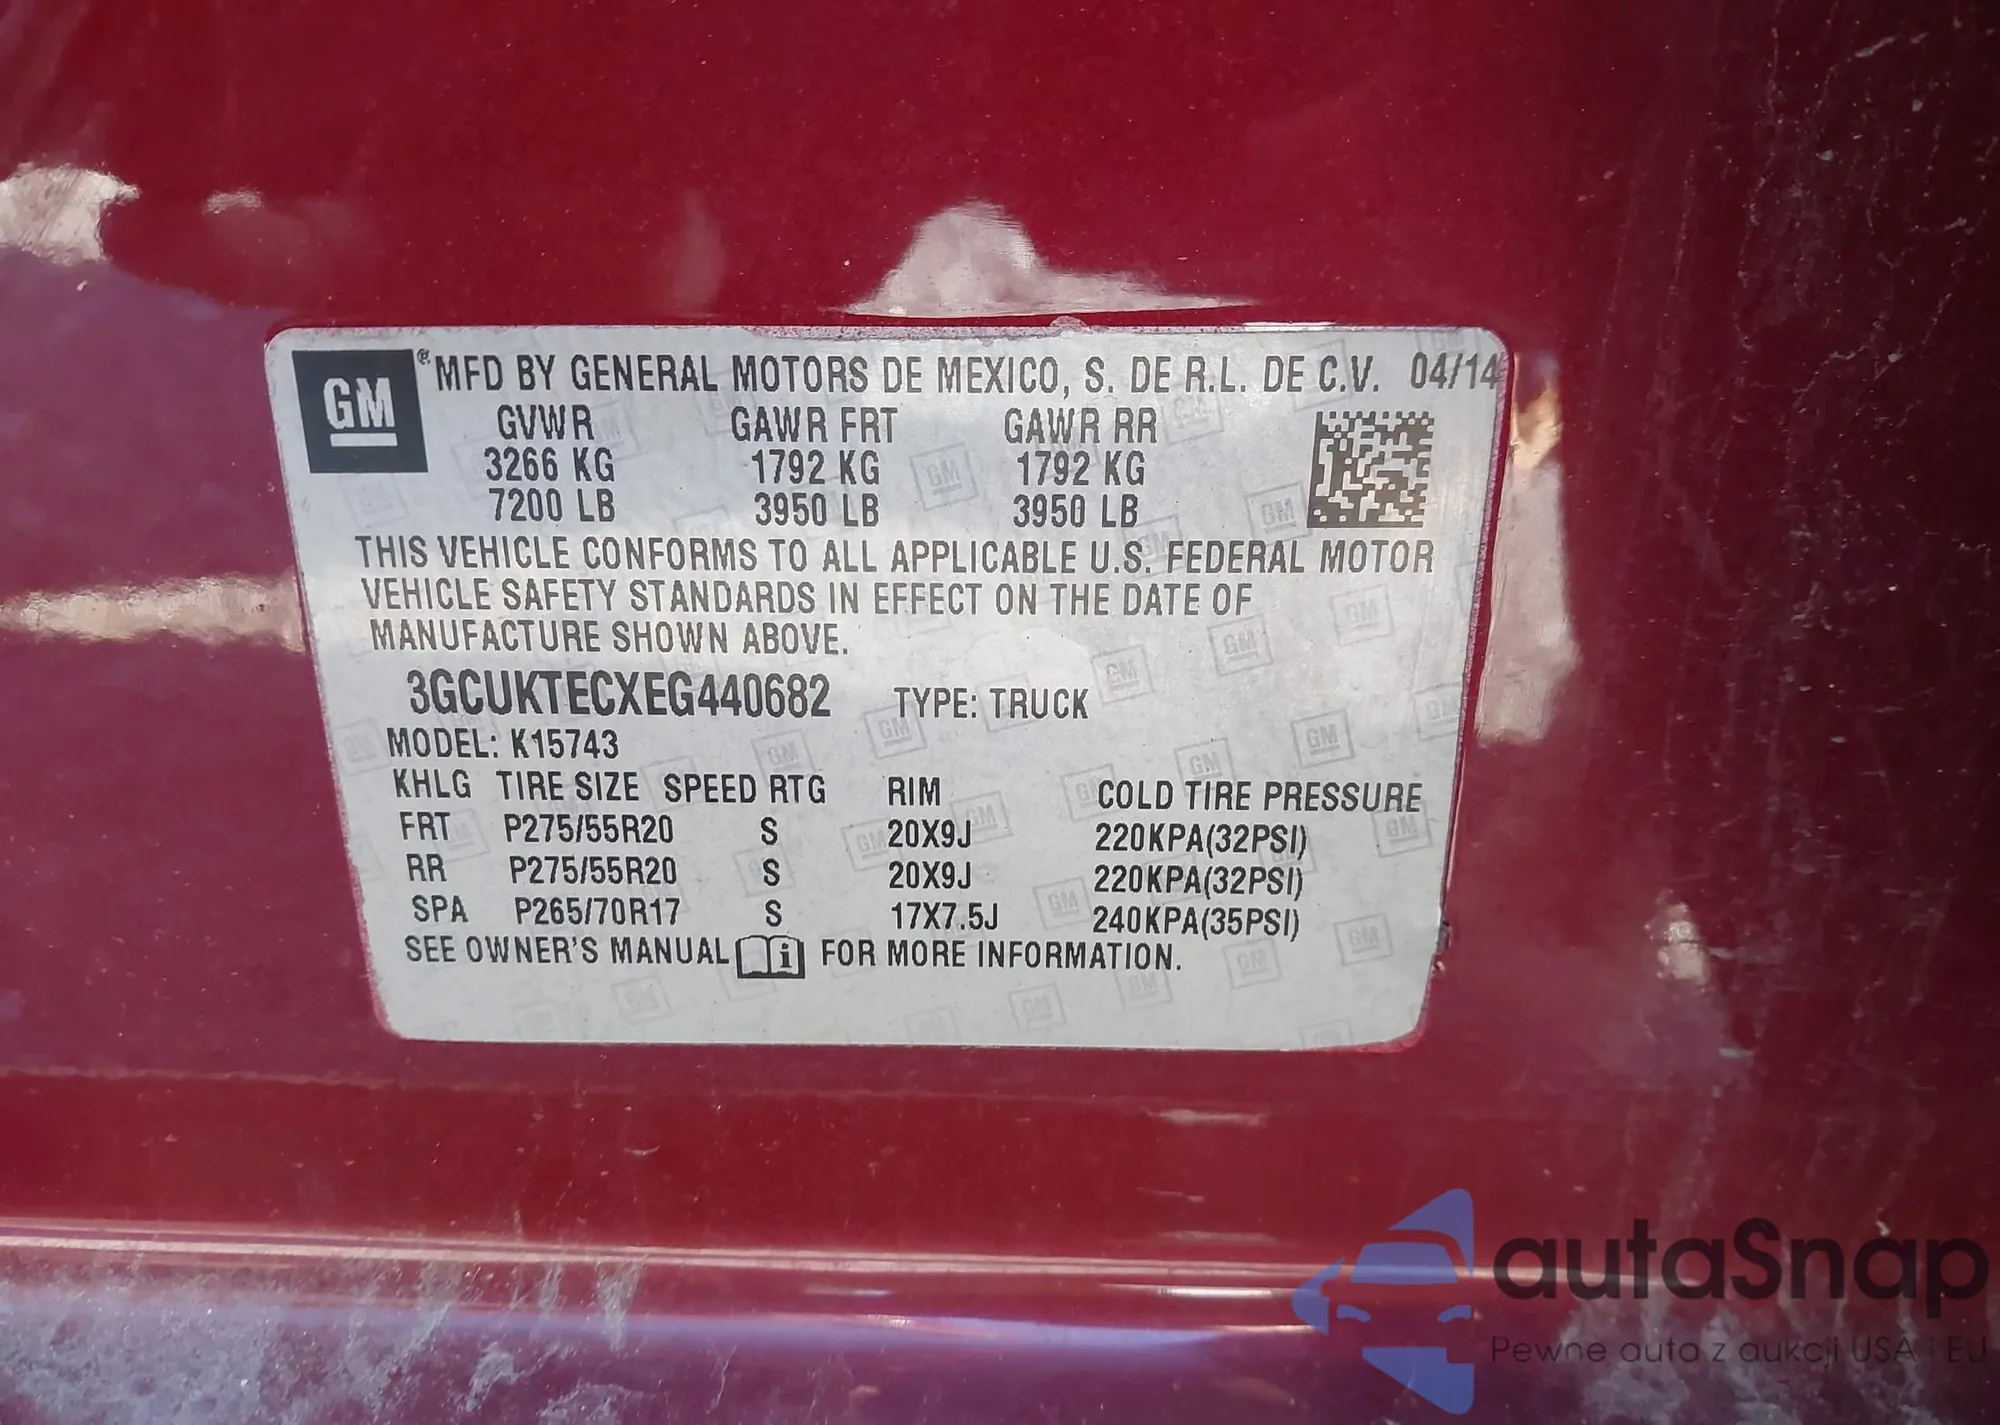 GM ® MFD BY GENERAL MOTORS DE MEXICO, S. DE R.L. DE C.V. 04/14
GVWR GAWR FRT GAWR RR
3266 KG 1792 KG 1792 KG
7200 LB 3950 LB 3950 LB
THIS VEHICLE CONFORMS TO ALL APPLICABLE U.S. FEDERAL MOTOR
VEHICLE SAFETY STANDARDS IN EFFECT ON THE DATE OF
MANUFACTURE SHOWN ABOVE.
3GCUKTECXEG440682 TYPE: TRUCK
MODEL: K15743
KHLG TIRE SIZE SPEED RTG RIM COLD TIRE PRESSURE
FRT P275/55R20 S 20X9J 220KPA(32PSI)
RR P275/55R20 S 20X9J 220KPA(32PSI)
SPA P265/70R17 S 17X7.5J 240KPA(35PSI)
SEE OWNER'S MANUAL i FOR MORE INFORMATION.
autaSnap
Pewne auta z aukcji USA i EU